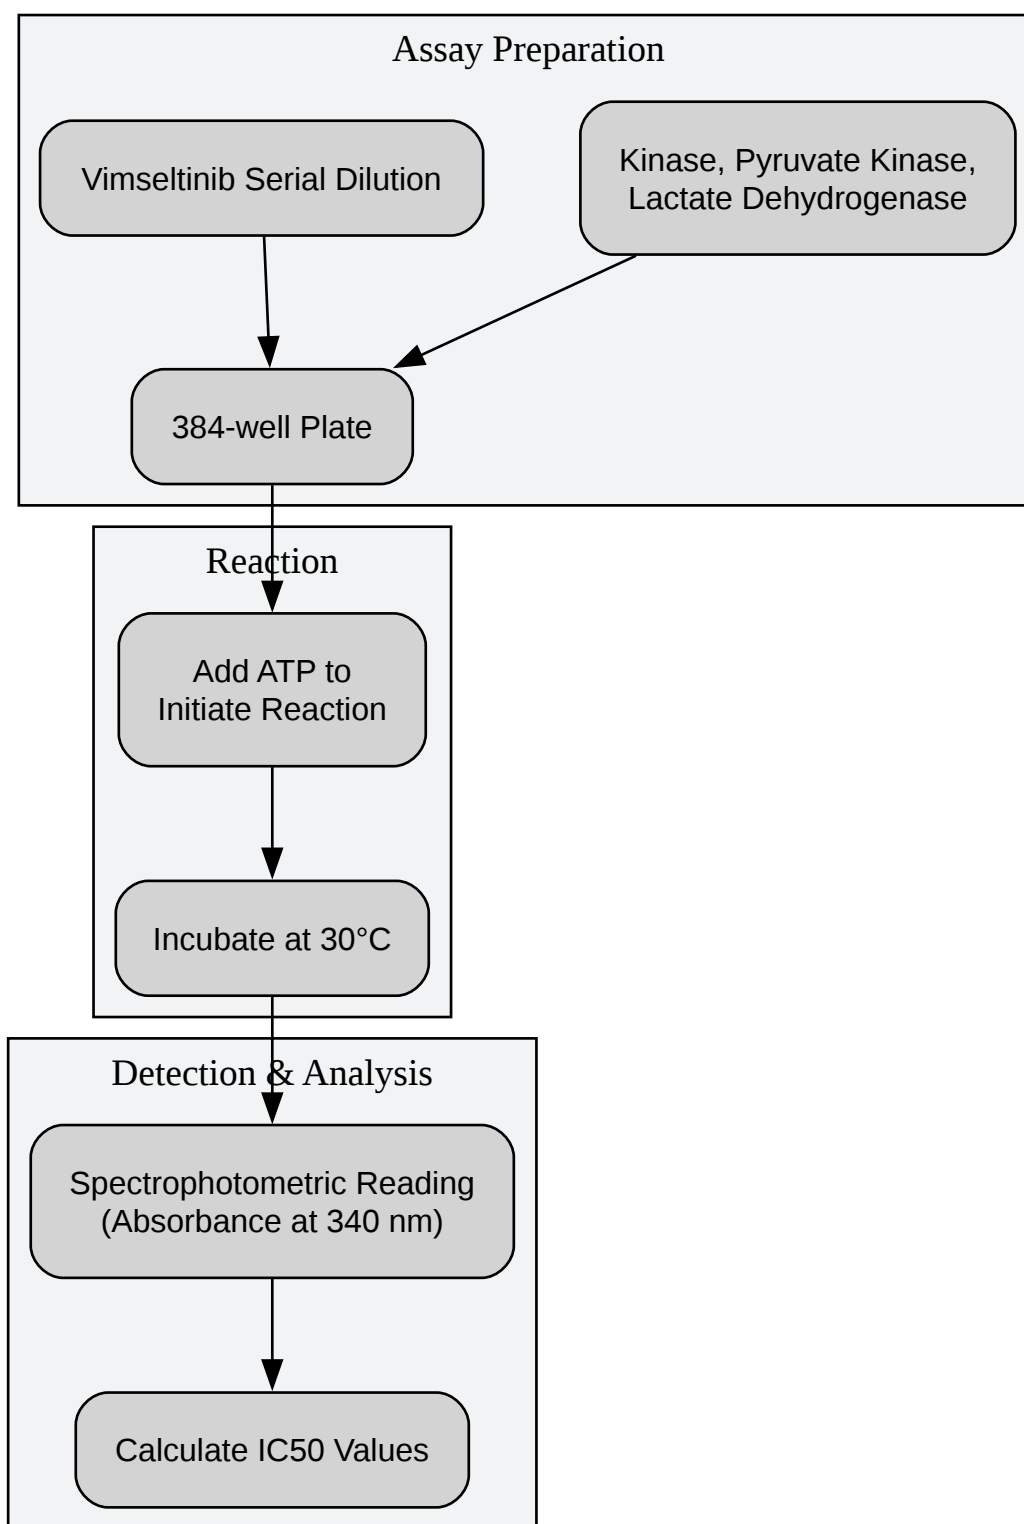 Assay Preparation
Vimseltinib Serial Dilution
Kinase, Pyruvate Kinase,
Lactate Dehydrogenase
384-well Plate
Reaction
Add ATP to
Initiate Reaction
Incubate at 30°C
Detection & Analysis
Spectrophotometric Reading
(Absorbance at 340 nm)
Calculate IC50 Values